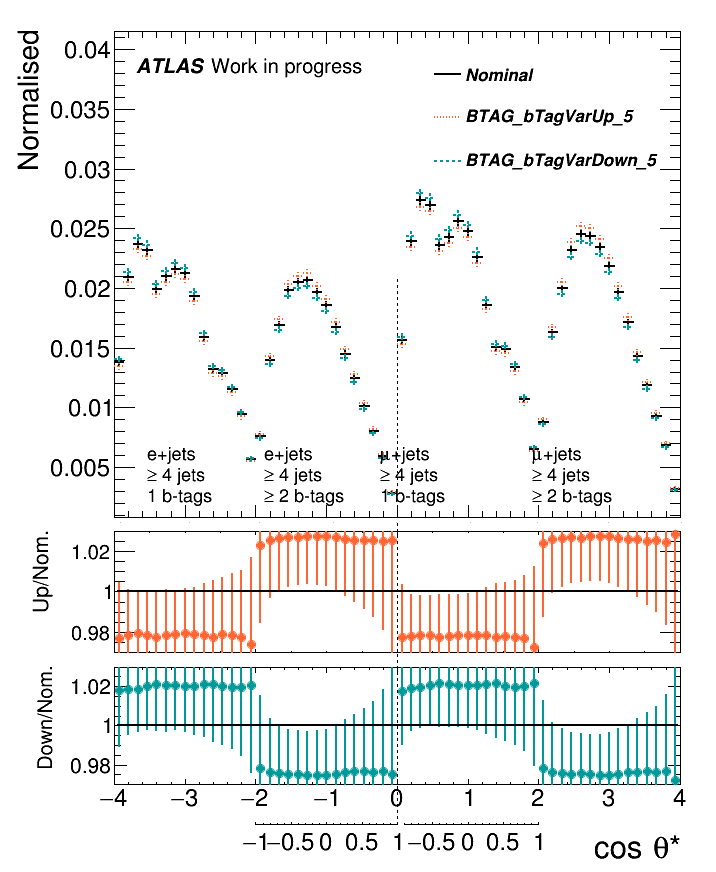 Normalised
0.04
0.035
0.03
0.025
0.02
0.015
0.01
0.005
ATLAS Work in progress
Nominal
BTAG_bTagVarUp_5
BTAG_bTagVarDown_5
e+jets e+jets μ+jets μ+jets
≥ 4 jets ≥ 4 jets ≥ 4 jets ≥ 4 jets
1 b-tags ≥ 2 b-tags 1 b-tags ≥ 2 b-tags
Up/Nom.
1.02
1
0.98
Down/Nom.
1.02
1
0.98
−4 −3 −2 −1 0 1 2 3 4
−1 −0.5 0 0.5 1 −0.5 0 0.5 1
cos θ*